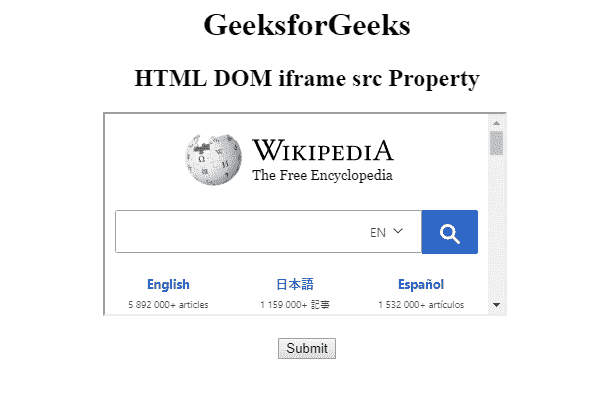 GeeksforGeeks
HTML DOM iframe src Property
WIKIPEDIA
The Free Encyclopedia
EN
English 日本語 Español
5 892 000+ articles 1 159 000+ 記事 1 532 000+ artículos
Submit